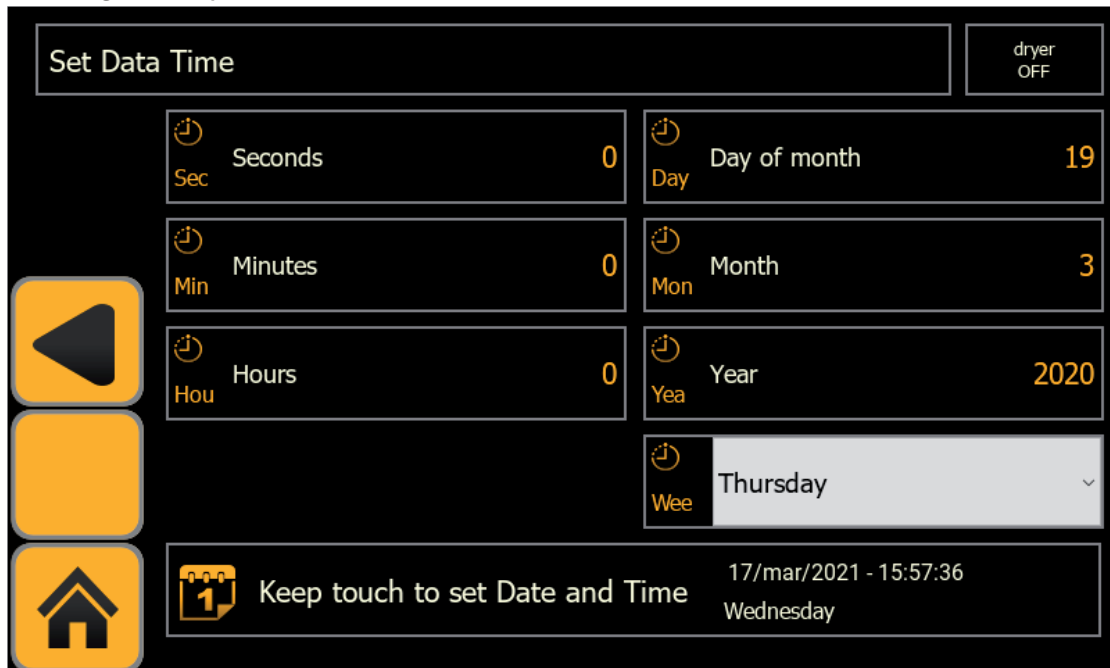 Set Data Time
dryer
OFF
Sec
Seconds
0
Day
Day of month
19
Min
Minutes
0
Mon
Month
3
Hou
Hours
0
Yea
Year
2020
Wee
Thursday
1
Keep touch to set Date and Time
17/mar/2021 - 15:57:36
Wednesday